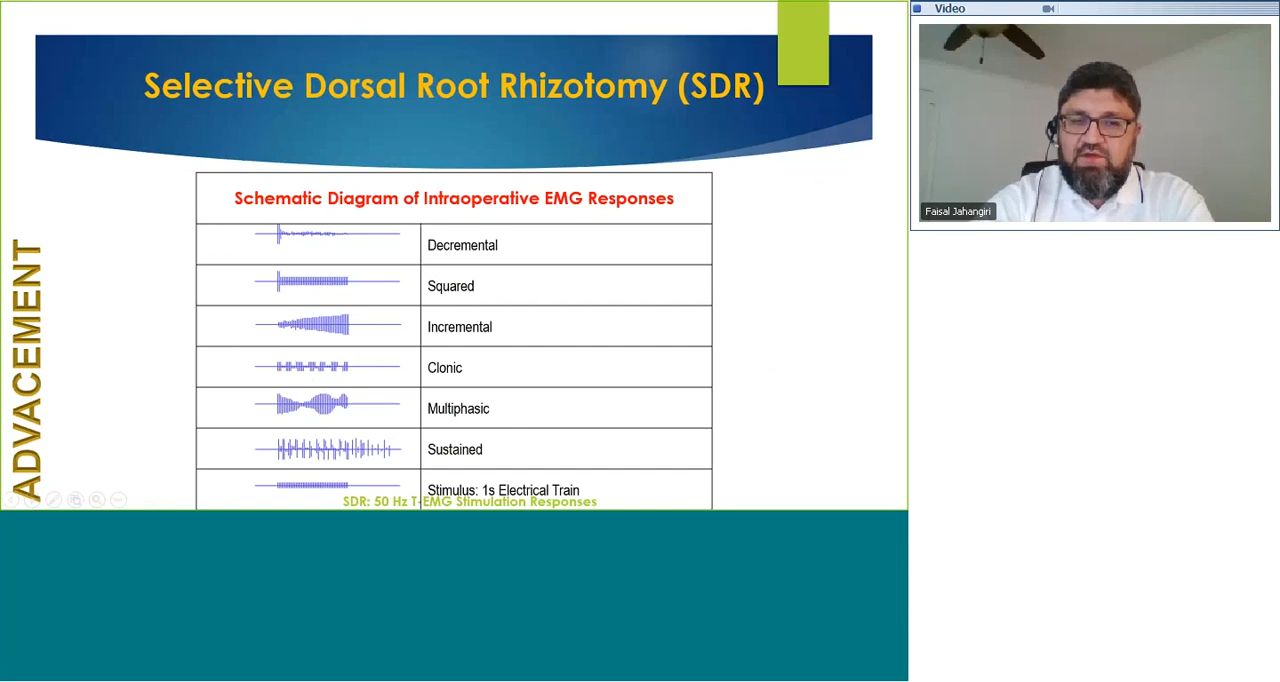 Selective Dorsal Root Rhizotomy (SDR)
Schematic Diagram of Intraoperative EMG Responses
Decremental
Squared
Incremental
Clonic
Multiphasic
Sustained
Stimulus: 1s Electrical Train
SDR: 50 Hz T-EMG Stimulation Responses
ADVACEMENT
Video
Faisal Jahangiri